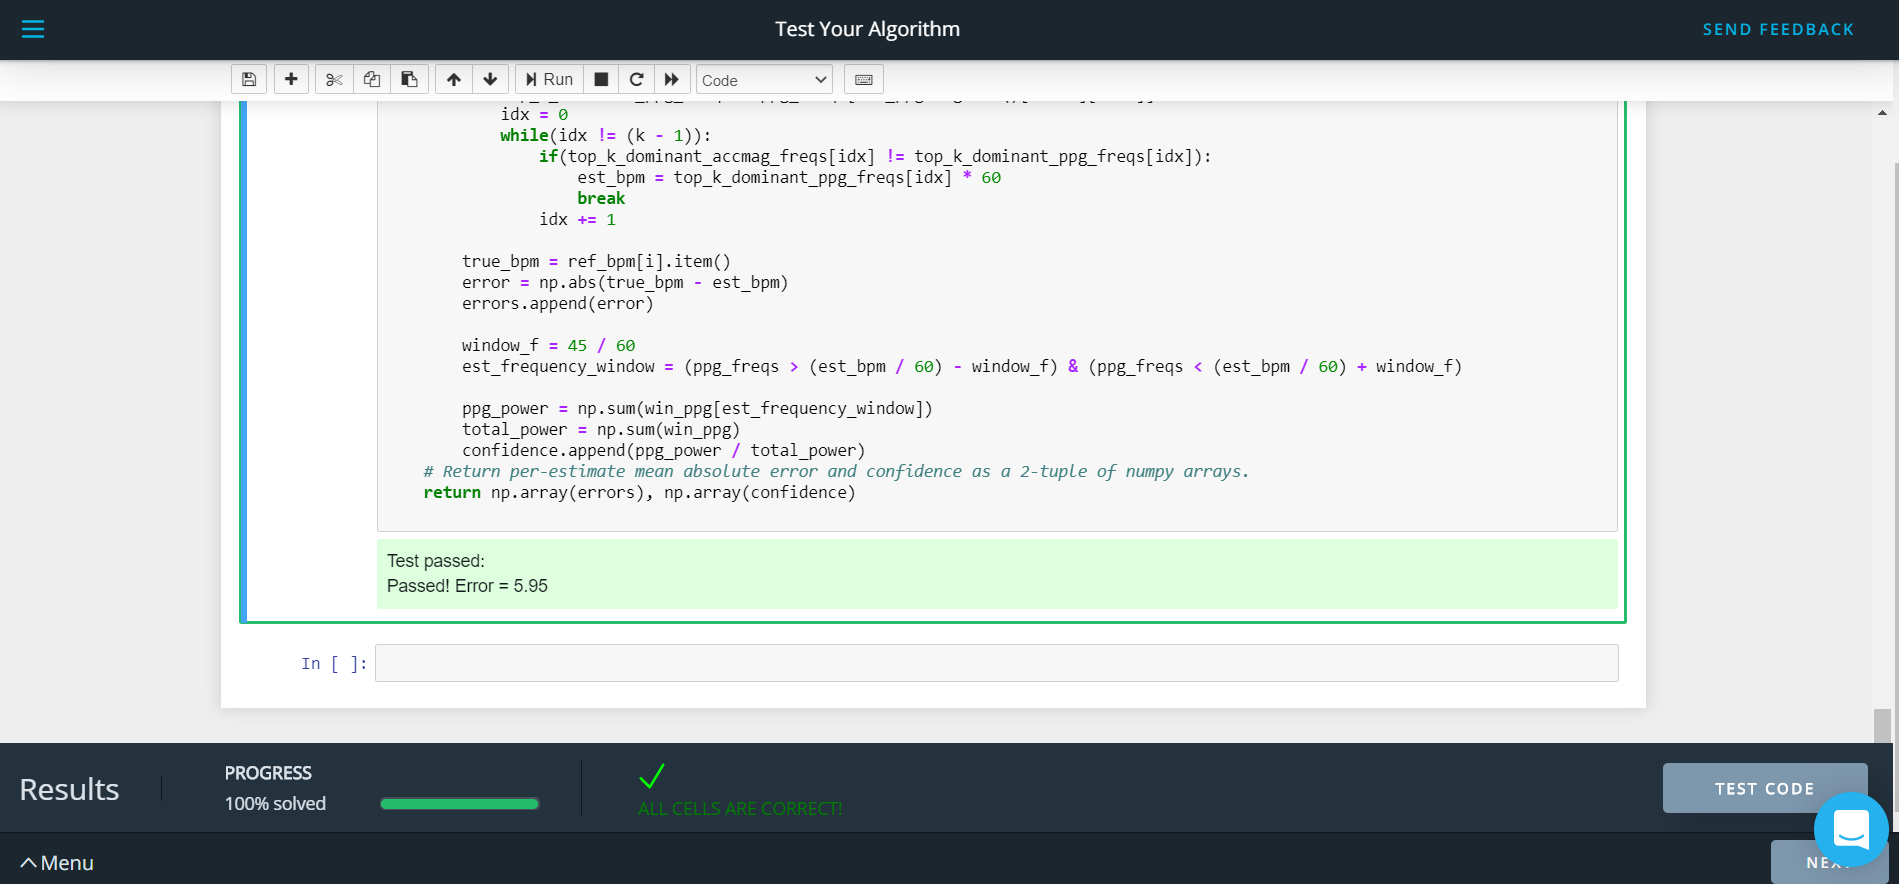 Test Your Algorithm
SEND FEEDBACK
Run
Code
idx = 0
while(idx != (k - 1)):
if(top_k_dominant_accmag_freqs[idx] != top_k_dominant_ppg_freqs[idx]):
est_bpm = top_k_dominant_ppg_freqs[idx] * 60
break
idx += 1
true_bpm = ref_bpm[i].item()
error = np.abs(true_bpm - est_bpm)
errors.append(error)
window_f = 45 / 60
est_frequency_window = (ppg_freqs > (est_bpm / 60) - window_f) & (ppg_freqs < (est_bpm / 60) + window_f)
ppg_power = np.sum(win_ppg[est_frequency_window])
total_power = np.sum(win_ppg)
confidence.append(ppg_power / total_power)
# Return per-estimate mean absolute error and confidence as a 2-tuple of numpy arrays.
return np.array(errors), np.array(confidence)
Test passed:
Passed! Error = 5.95
In [ ]:
Results
PROGRESS
100% solved
ALL CELLS ARE CORRECT!
TEST CODE
Menu